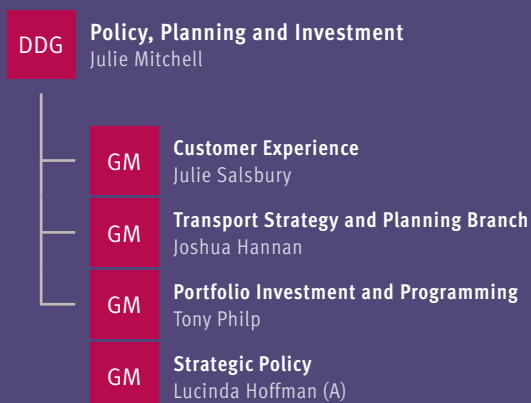 DDG
Policy, Planning and Investment
Julie Mitchell
GM
Customer Experience
Julie Salsbury
GM
Transport Strategy and Planning Branch
Joshua Hannan
GM
Portfolio Investment and Programming
Tony Philp
GM
Strategic Policy
Lucinda Hoffman (A)